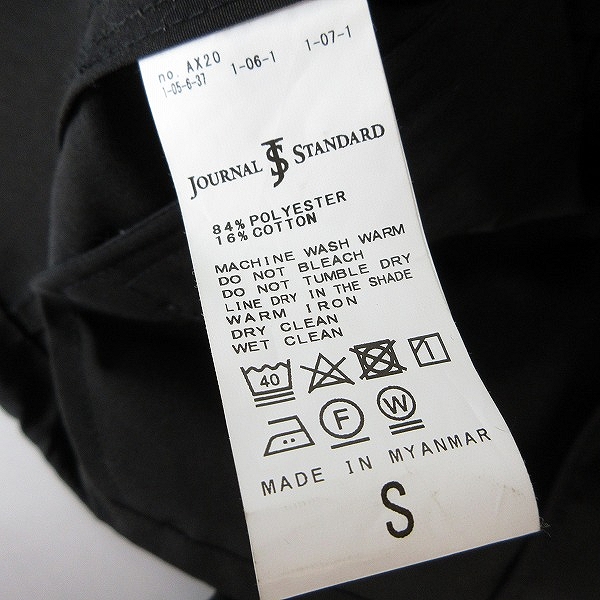 no. AX20
1-05-6-37 1-06-1 1-07-1
JOURNAL JS STANDARD
84% POLYESTER
16% COTTON
MACHINE WASH WARM
DO NOT BLEACH
DO NOT TUMBLE DRY
LINE DRY IN THE SHADE
WARM IRON
DRY CLEAN
WET CLEAN
40
F W
MADE IN MYANMAR
S